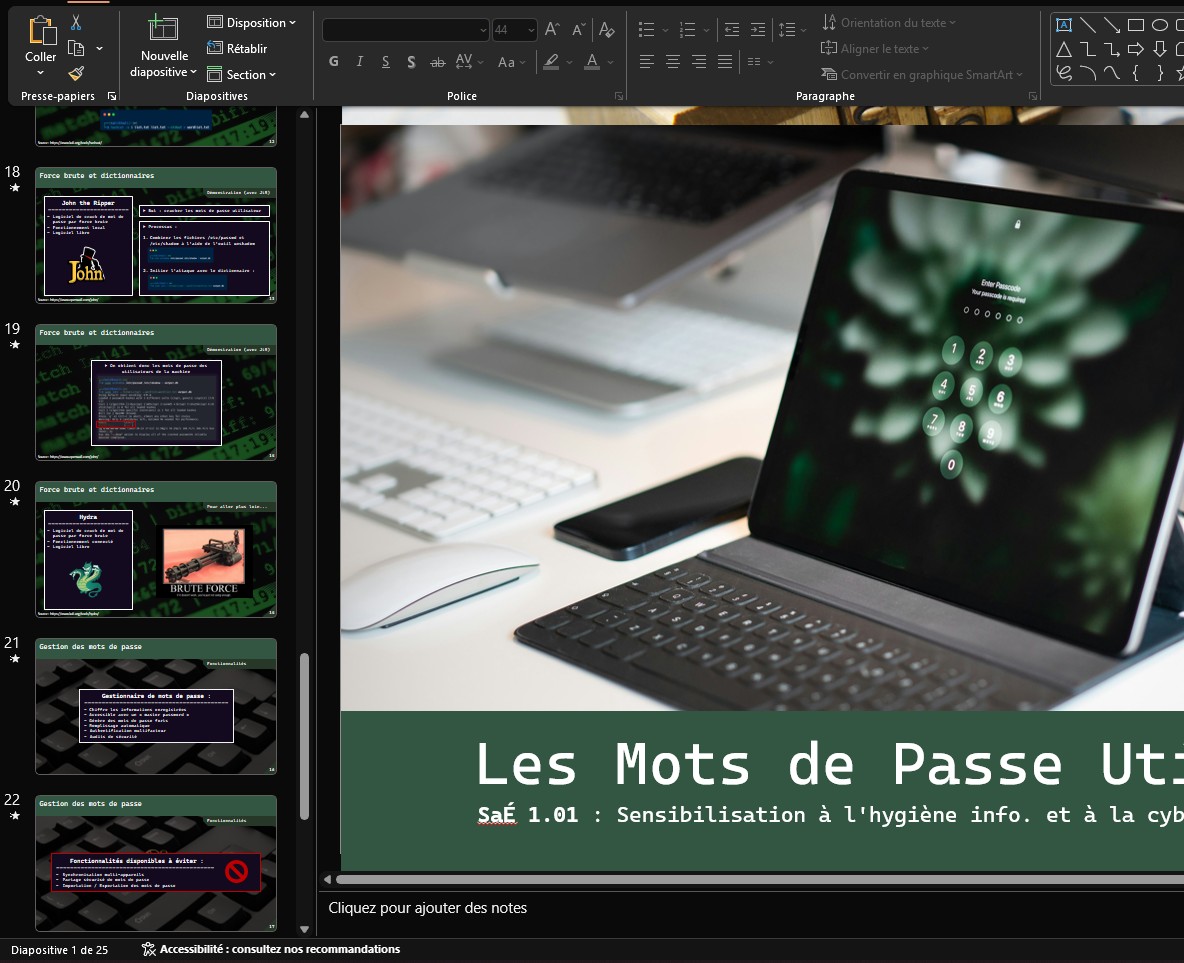 Coller
Presse-papiers
Nouvelle
diapositive
Disposition
Rétablir
Section
Diapositives
44
G I S S ab AV Aa A
Police
Orientation du texte
Aligner le texte
Convertir en graphique SmartArt
Paragraphe
12
18
Force brute et dictionnaires
Démonstration (avec JtR)
John the Ripper
- Logiciel de crack de mot de
passe par force brute
- Fonctionnement local
- Logiciel libre
John
But : cracker les mots de passe utilisateur
Processus :
1. Combiner les fichiers /etc/passwd et
/etc/shadow à l'aide de l'outil unshadow
2. Initier l'attaque avec le dictionnaire :
19
Force brute et dictionnaires
Démonstration (avec JtR)
On obtient donc les mots de passe des
utilisateurs de la machine
20
Force brute et dictionnaires
Pour aller plus loin...
Hydra
- Logiciel de crack de mot de
passe par force brute
- Fonctionnement connecté
- Logiciel libre
BRUTE FORCE
21
Gestion des mots de passe
Fonctionnalités
Gestionnaire de mots de passe :
- Chiffre les informations enregistrées
- Accessible avec un « master password »
- Génère des mots de passe forts
- Remplissage automatique
- Authentification multifacteur
- Audits de sécurité
16
22
Gestion des mots de passe
Fonctionnalités
Fonctionnalités disponibles à éviter :
- Synchronisation multi-appareils
- Partage sécurisé de mots de passe
- Importation / Exportation des mots de passe
17
Enter Passcode
Your passcode is required
1 2 3
4 5 6
7 8 9
0
Les Mots de Passe Uti
SaÉ 1.01 : Sensibilisation à l'hygiène info. et à la cyb
Cliquez pour ajouter des notes
Diapositive 1 de 25
Accessibilité : consultez nos recommandations